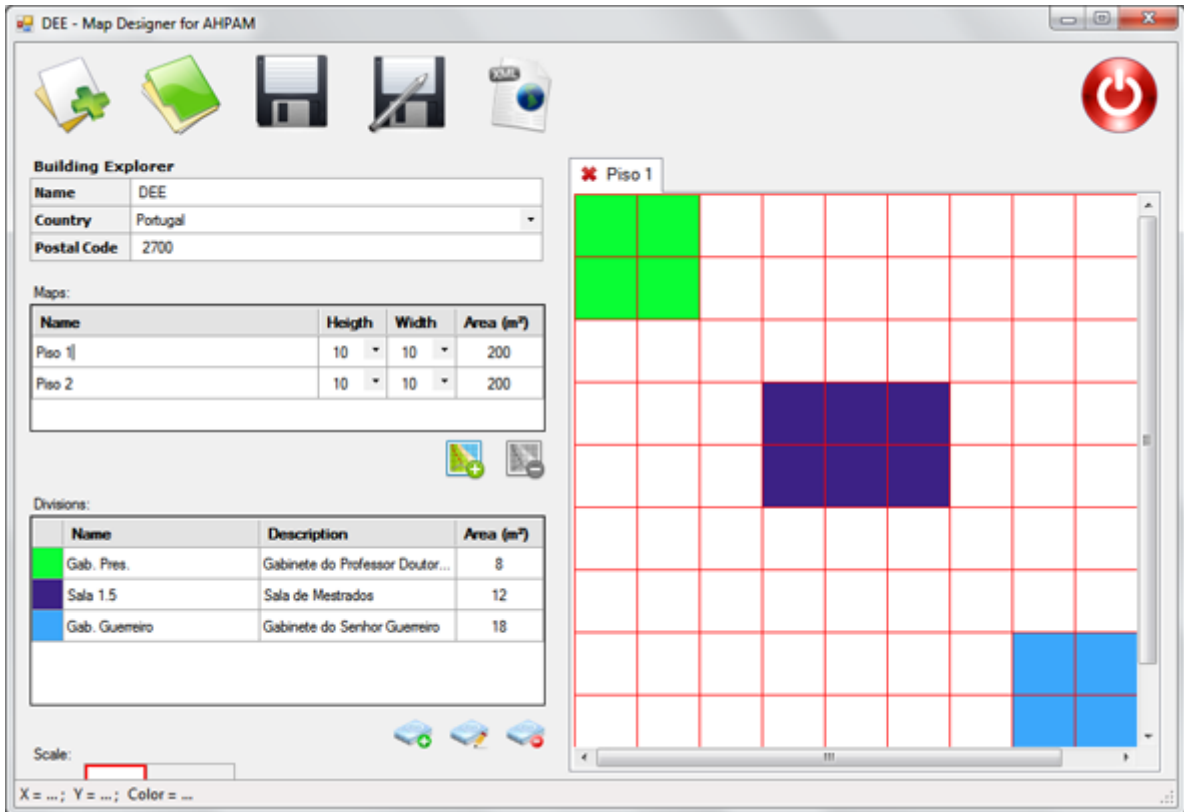 DEE - Map Designer for AHPAM
XML
Building Explorer
Name DEE
Country Portugal
Postal Code 2700
Maps:
Name Heigth Width Area (m²)
Piso 1 10 10 200
Piso 2 10 10 200
Divisions:
Name Description Area (m²)
Gab. Pres. Gabinete do Professor Doutor... 8
Sala 1.5 Sala de Mestrados 12
Gab. Guerreiro Gabinete do Senhor Guerreiro 18
Scale:
X = ...; Y = ...; Color = ...
Piso 1